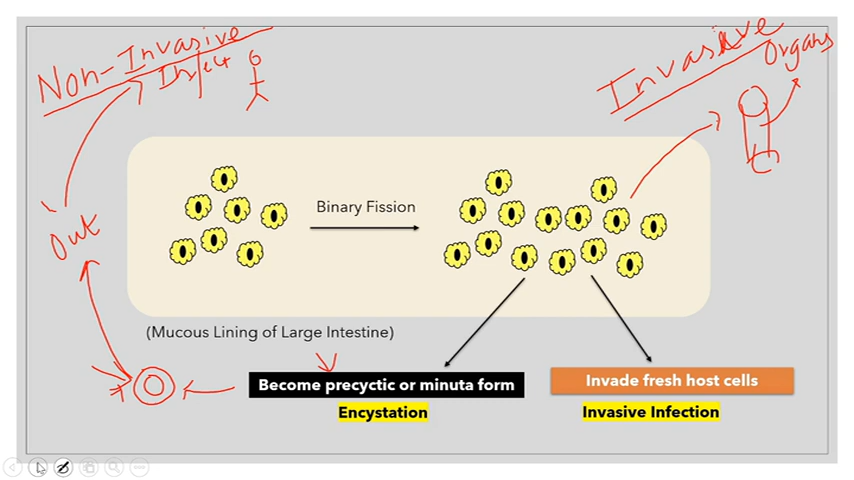 Non-Invasive
Invasive
Organs
Out
Binary Fission
(Mucous Lining of Large Intestine)
Become precyctic or minuta form
Encystation
Invade fresh host cells
Invasive Infection